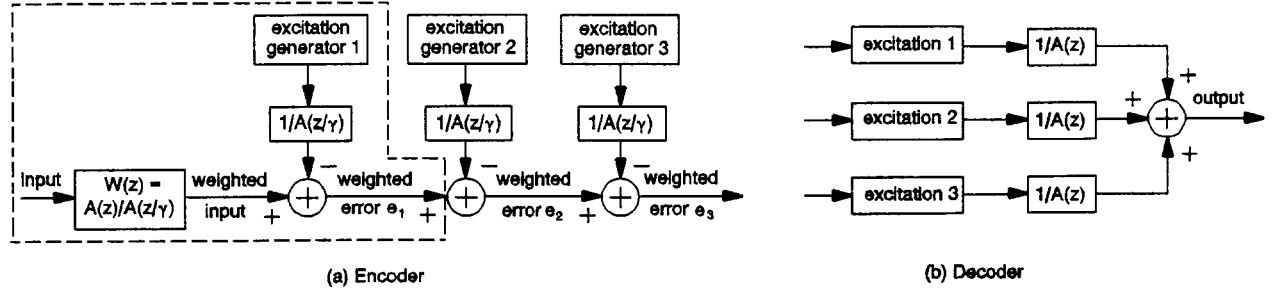 excitation
generator 1
excitation
generator 2
excitation
generator 3
1/A(z/γ)
1/A(z/γ)
1/A(z/γ)
input
W(z) =
A(z)/A(z/γ)
weighted
input
+
−
+
weighted
error e₁
+
−
+
weighted
error e₂
+
−
+
weighted
error e₃
(a) Encoder
excitation 1
1/A(z)
+
excitation 2
1/A(z)
+
+
output
excitation 3
1/A(z)
+
(b) Decoder